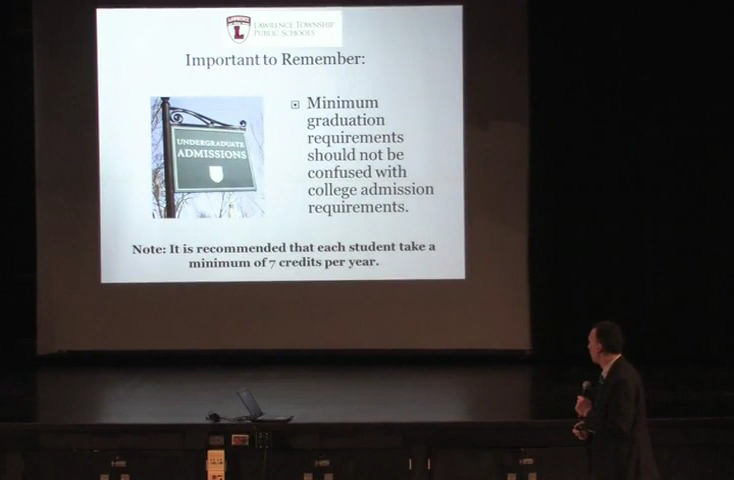 LAWRENCE TOWNSHIP
PUBLIC SCHOOLS
L
Important to Remember:
UNDERGRADUATE
ADMISSIONS
Minimum
graduation
requirements
should not be
confused with
college admission
requirements.
Note: It is recommended that each student take a
minimum of 7 credits per year.